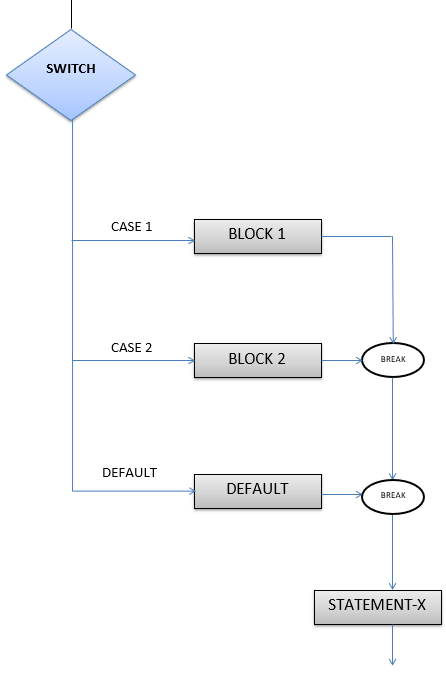 SWITCH
CASE 1
BLOCK 1
CASE 2
BLOCK 2
BREAK
DEFAULT
DEFAULT
BREAK
STATEMENT-X